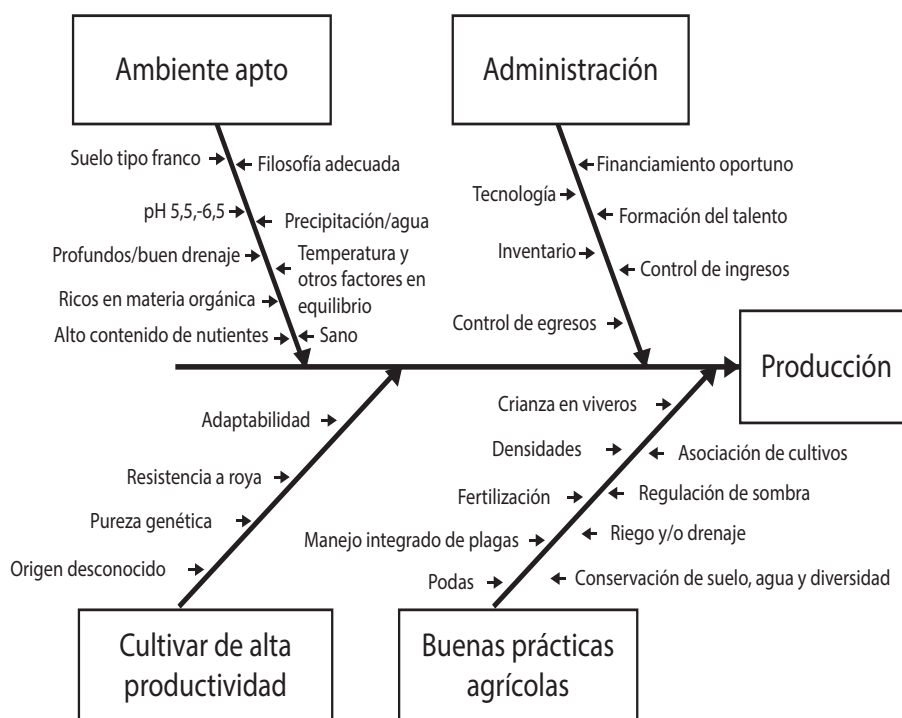 Ambiente apto
Administración
Suelo tipo franco
Filosofía adecuada
pH 5,5,-6,5
Precipitación/agua
Profundos/buen drenaje
Temperatura y
otros factores en
equilibrio
Ricos en materia orgánica
Alto contenido de nutientes
Sano
Financiamiento oportuno
Tecnología
Formación del talento
Inventario
Control de ingresos
Control de egresos
Producción
Adaptabilidad
Resistencia a roya
Pureza genética
Origen desconocido
Crianza en viveros
Densidades
Asociación de cultivos
Fertilización
Regulación de sombra
Manejo integrado de plagas
Riego y/o drenaje
Podas
Conservación de suelo, agua y diversidad
Cultivar de alta
productividad
Buenas prácticas
agrícolas